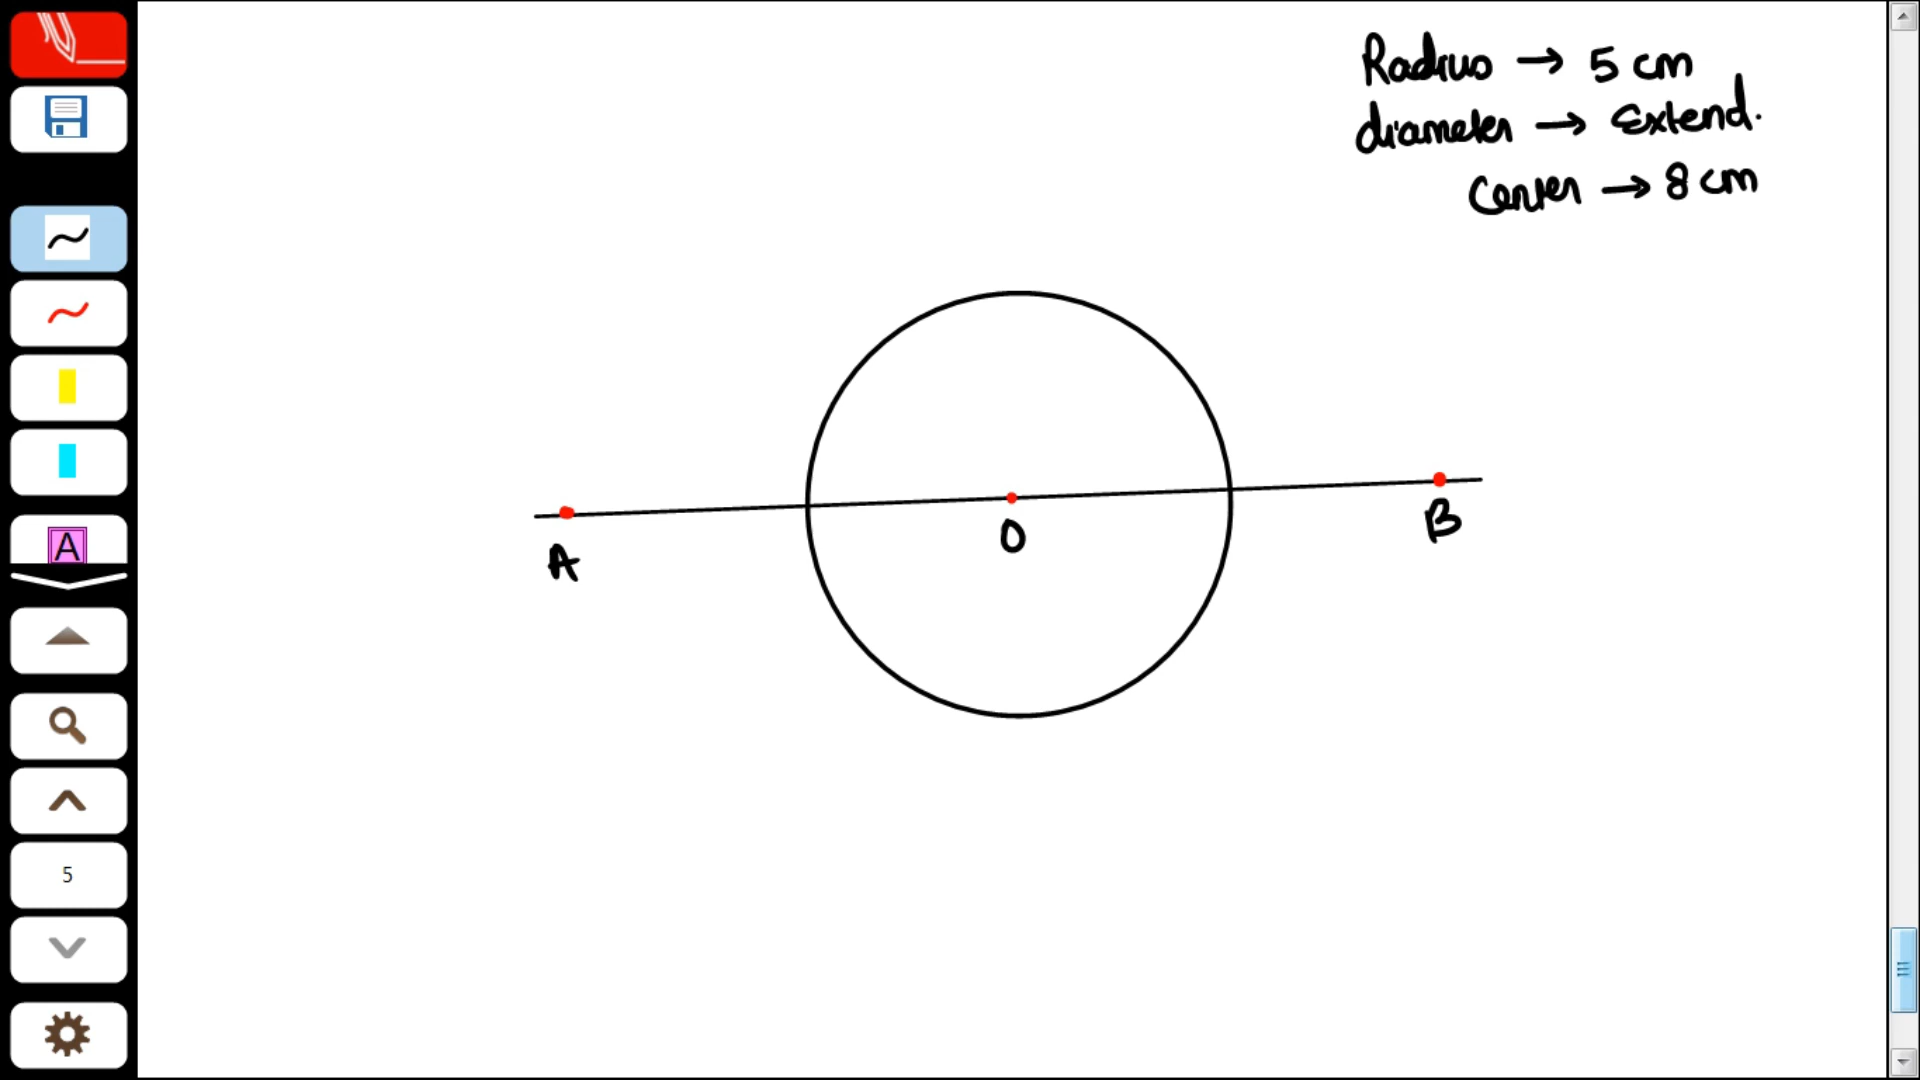 Radius → 5 cm
diameter → Extend.
Center → 8 cm
A
O
B
A
5